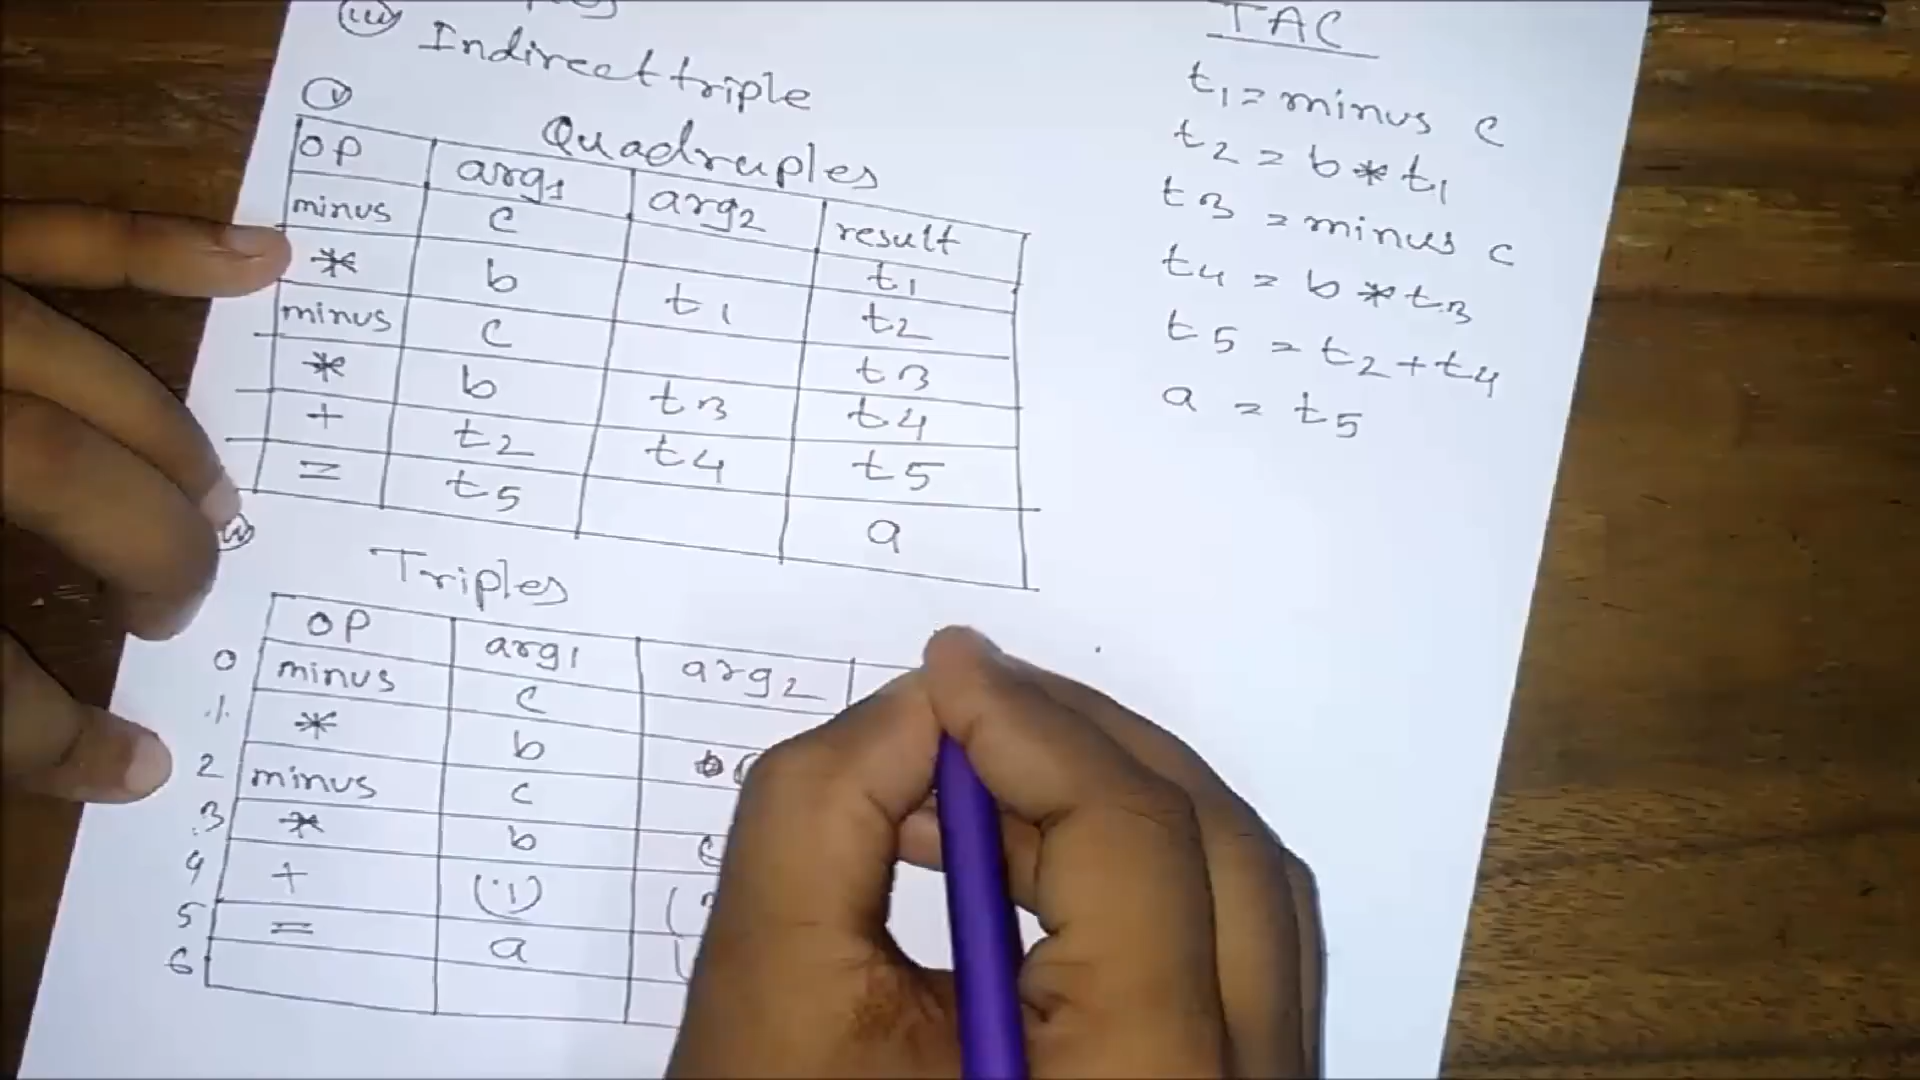 (iii) Indirect triple
(i)
Quadruples
OP arg1 arg2 result
minus c t1
* b t1 t2
minus c t3
* b t3 t4
+ t2 t4 t5
= t5 a
(ii)
Triples
OP arg1 arg2
0 minus c
1 * b
2 minus c
3 * b
4 + (1)
5 = a
6
TAC
t1 = minus c
t2 = b * t1
t3 = minus c
t4 = b * t3
t5 = t2 + t4
a = t5